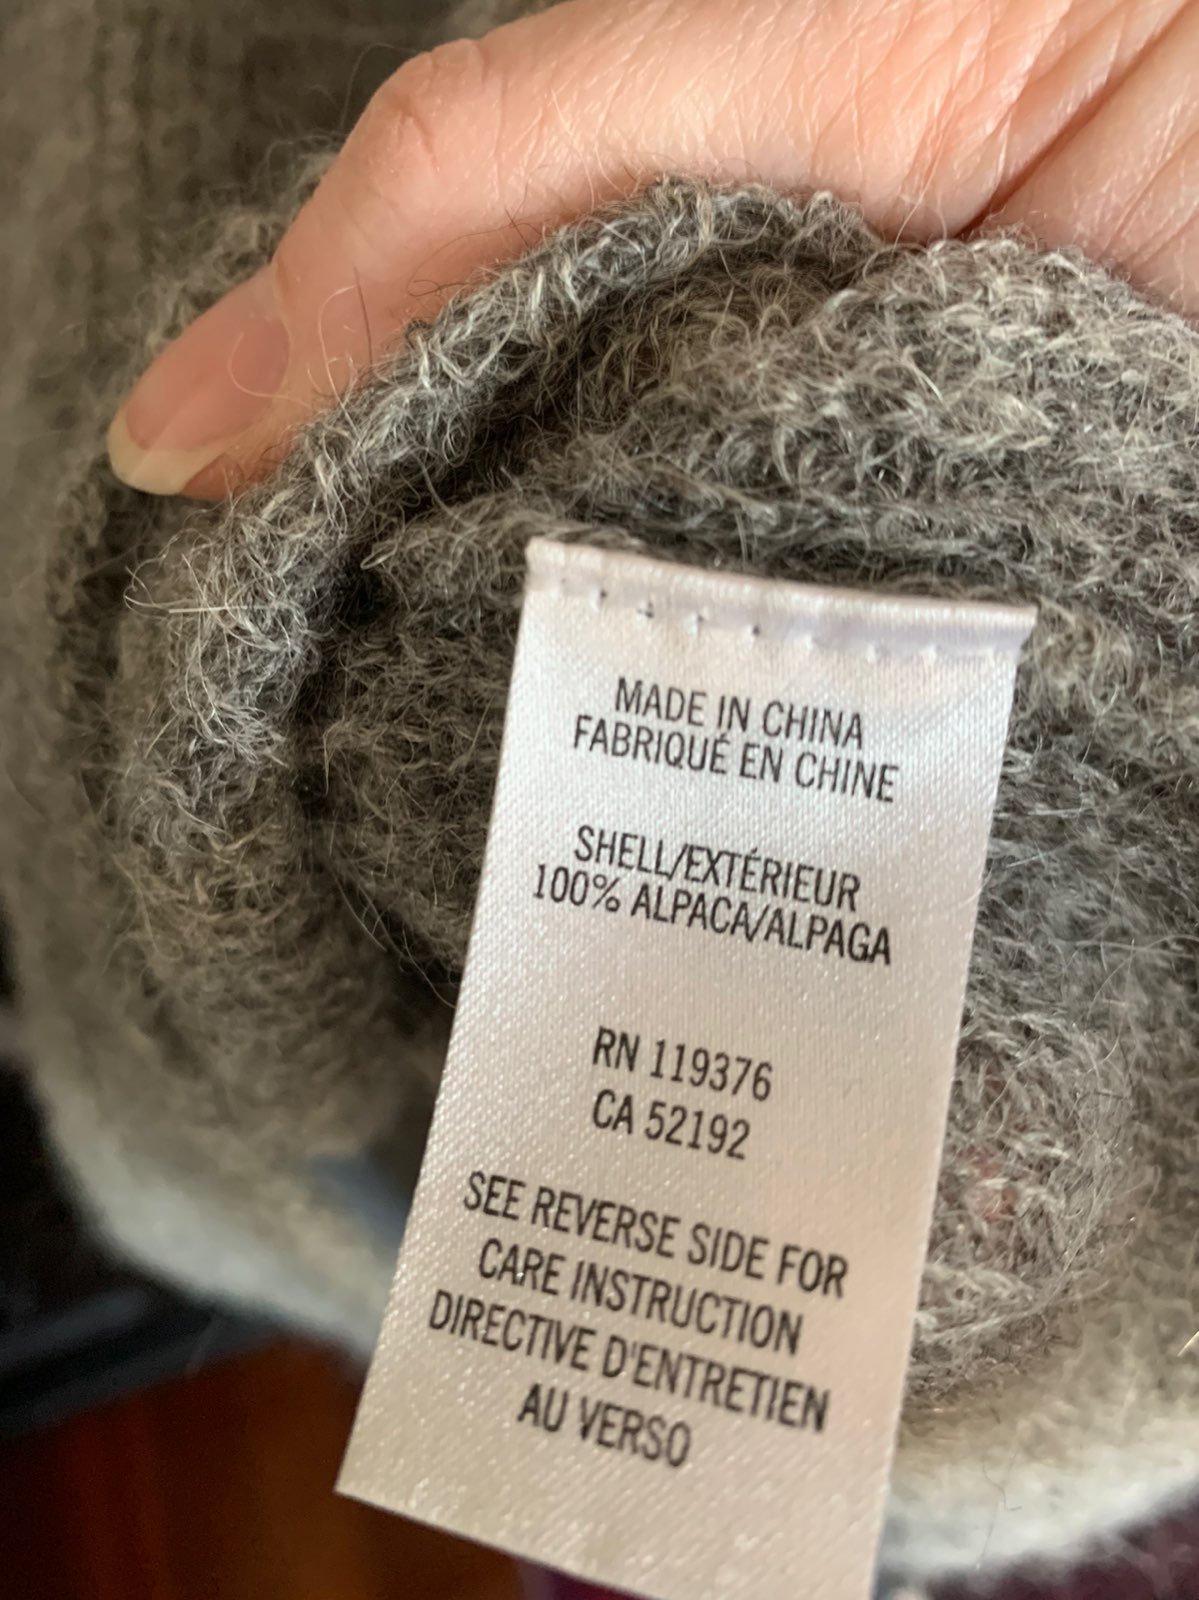 MADE IN CHINA
FABRIQUÉ EN CHINE
SHELL/EXTÉRIEUR
100% ALPACA/ALPAGA
RN 119376
CA 52192
SEE REVERSE SIDE FOR
CARE INSTRUCTION
DIRECTIVE D'ENTRETIEN
AU VERSO